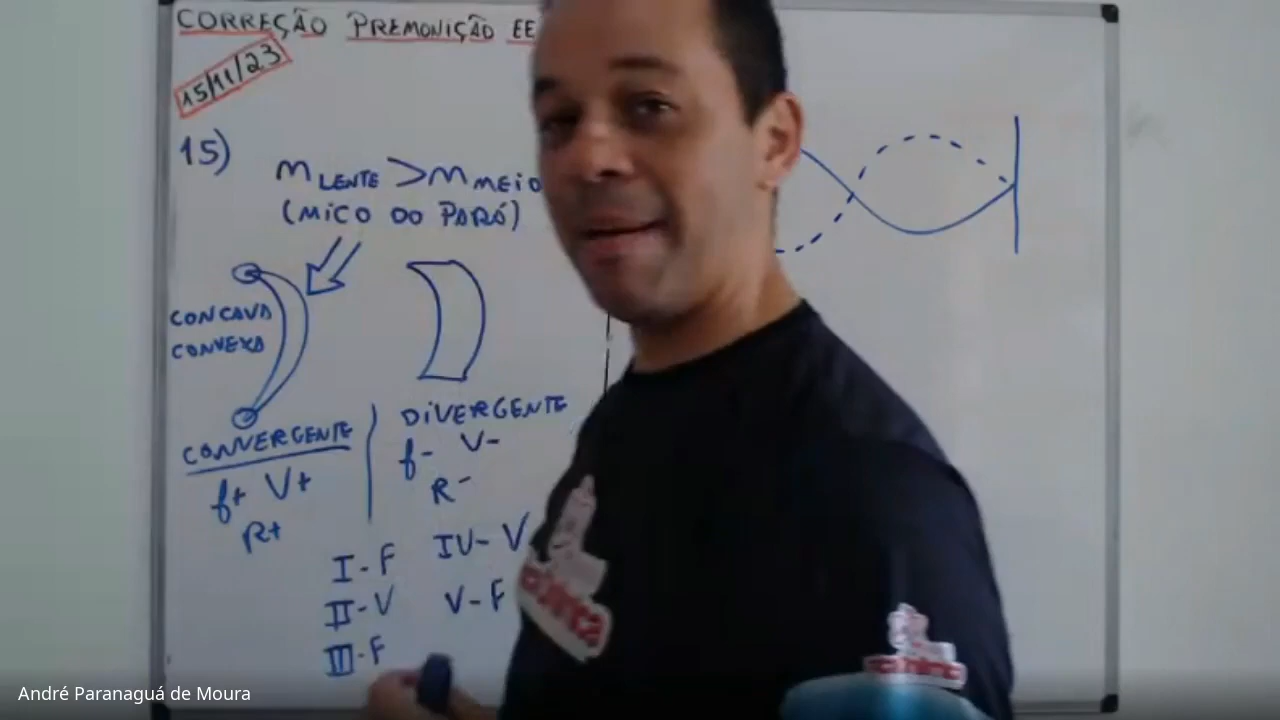 CORREÇÃO PREMONIÇÃO EE
15/11/23
15)
M LENTE > M MEIO
(MICO DO PARÓ)
CONCAVA
CONVEXA
CONVERGENTE
f+ V+
R+
DIVERGENTE
f- V-
R-
I-F
II-V
III-F
IV-V
V-F
André Paranaguá de Moura